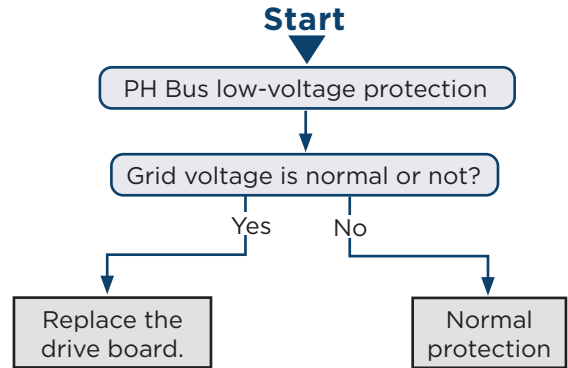 Start
PH Bus low-voltage protection
Grid voltage is normal or not?
Yes
No
Replace the
drive board.
Normal
protection